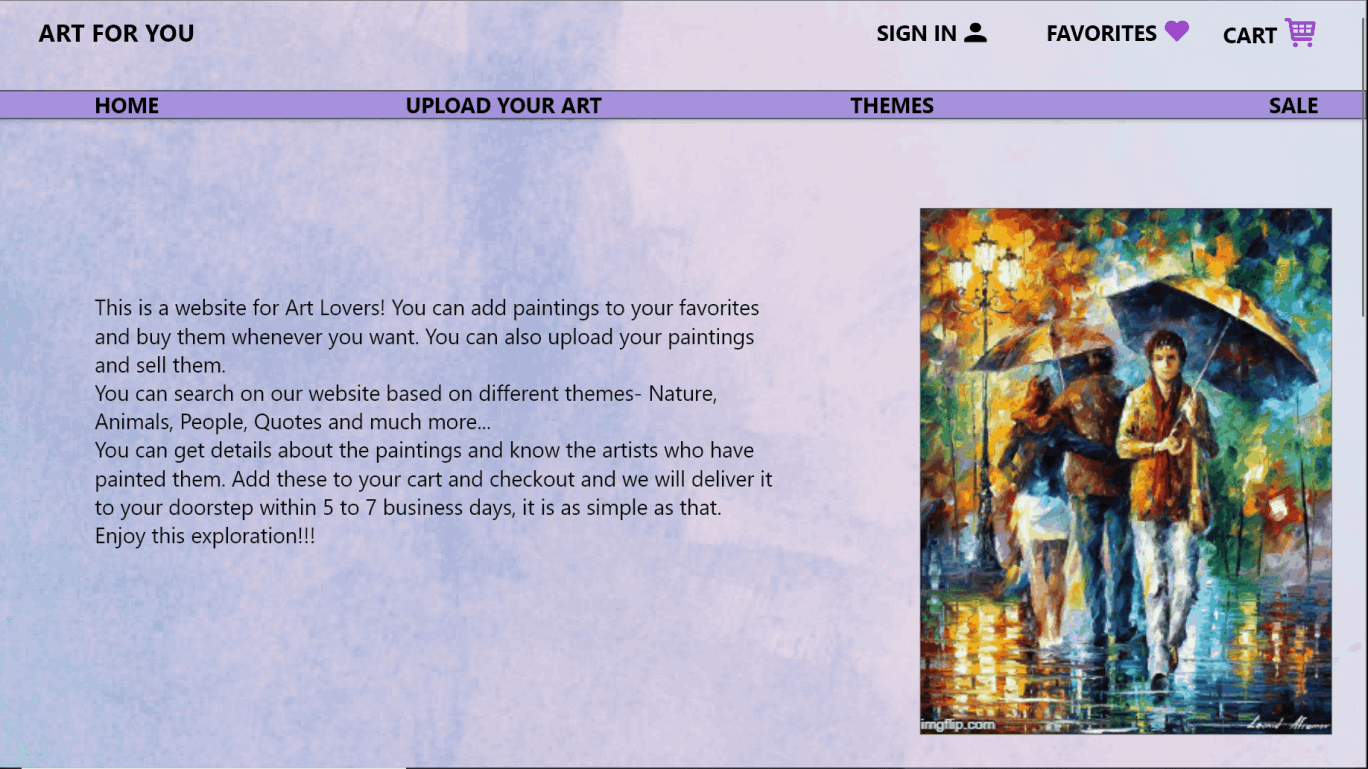 ART FOR YOU
SIGN IN
FAVORITES
CART
HOME
UPLOAD YOUR ART
THEMES
SALE
This is a website for Art Lovers! You can add paintings to your favorites
and buy them whenever you want. You can also upload your paintings
and sell them.
You can search on our website based on different themes- Nature,
Animals, People, Quotes and much more...
You can get details about the paintings and know the artists who have
painted them. Add these to your cart and checkout and we will deliver it
to your doorstep within 5 to 7 business days, it is as simple as that.
Enjoy this exploration!!!
imgflip.com
Leonid Afremov